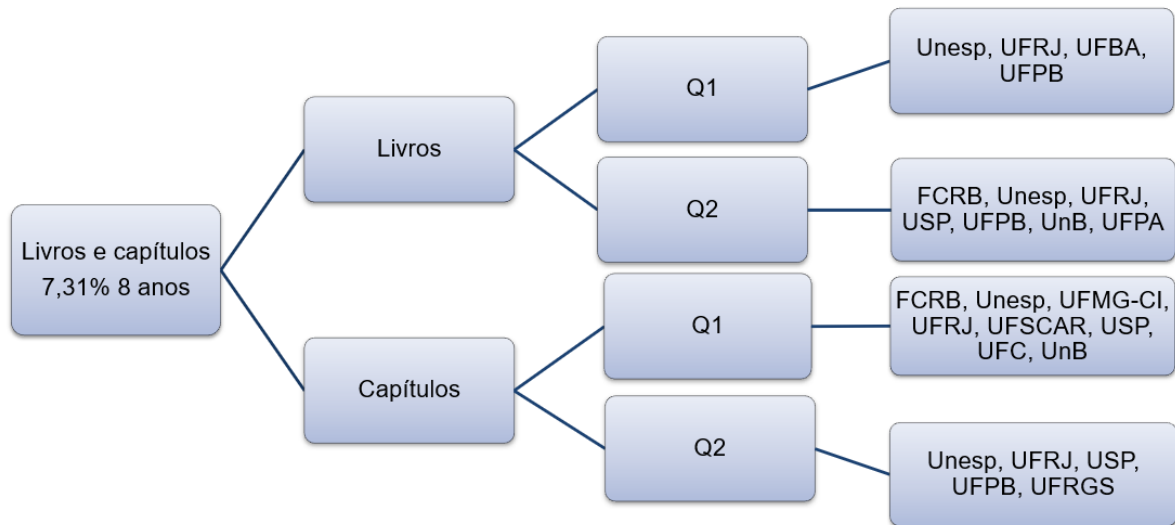 Livros e capítulos
7,31% 8 anos
Livros
Q1
Unesp, UFRJ, UFBA,
UFPB
Q2
FCRB, Unesp, UFRJ,
USP, UFPB, UnB, UFPA
Capítulos
Q1
FCRB, Unesp, UFMG-CI,
UFRJ, UFSCAR, USP,
UFC, UnB
Q2
Unesp, UFRJ, USP,
UFPB, UFRGS